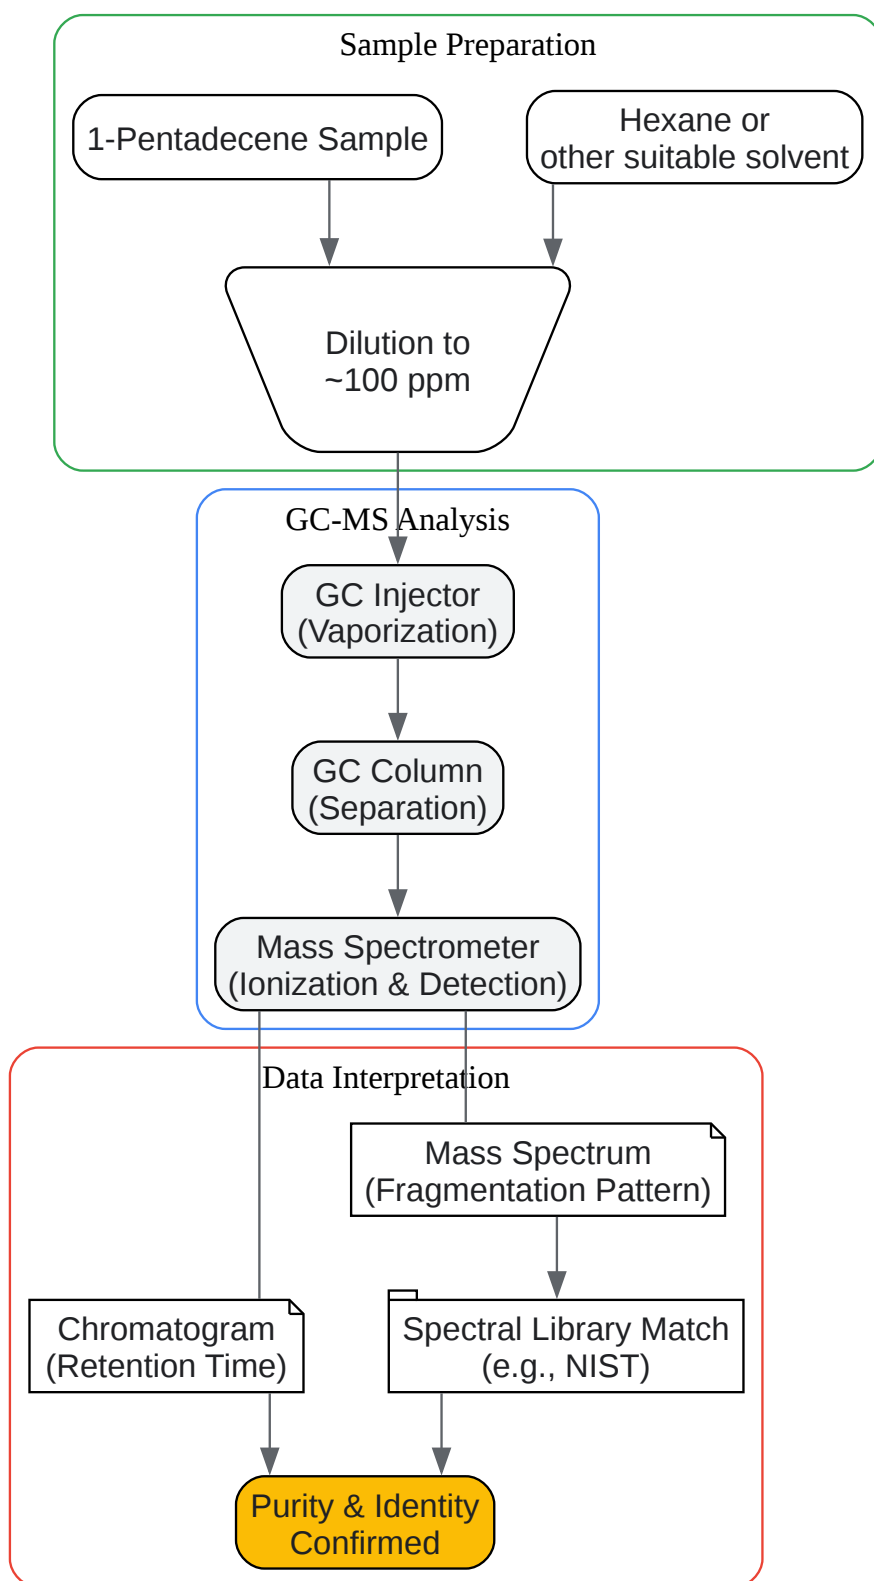 Sample Preparation
1-Pentadecene Sample
Hexane or
other suitable solvent
Dilution to
~100 ppm
GC-MS Analysis
GC Injector
(Vaporization)
GC Column
(Separation)
Mass Spectrometer
(Ionization & Detection)
Data Interpretation
Mass Spectrum
(Fragmentation Pattern)
Chromatogram
(Retention Time)
Spectral Library Match
(e.g., NIST)
Purity & Identity
Confirmed